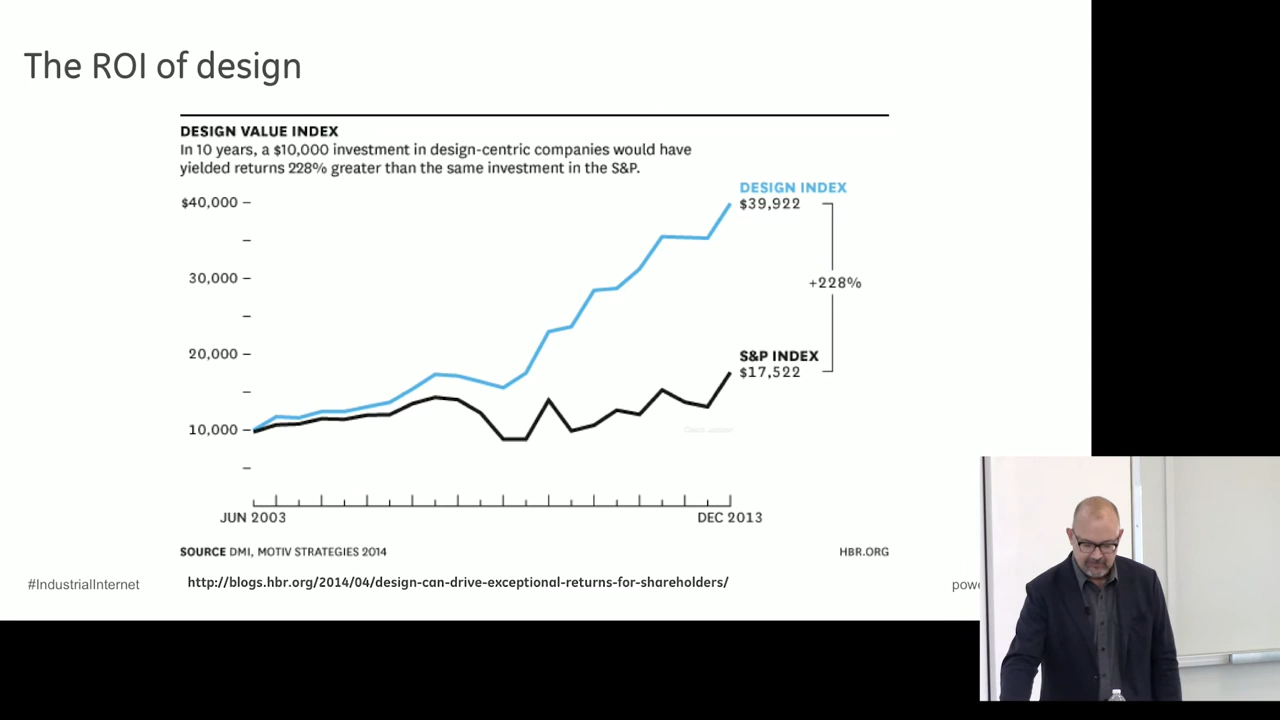 The ROI of design
DESIGN VALUE INDEX
In 10 years, a $10,000 investment in design-centric companies would have
yielded returns 228% greater than the same investment in the S&P.
DESIGN INDEX
$39,922
$40,000
30,000
+228%
20,000
S&P INDEX
$17,522
10,000
JUN 2003
DEC 2013
SOURCE DMI, MOTIV STRATEGIES 2014
HBR.ORG
#IndustrialInternet
http://blogs.hbr.org/2014/04/design-can-drive-exceptional-returns-for-shareholders/